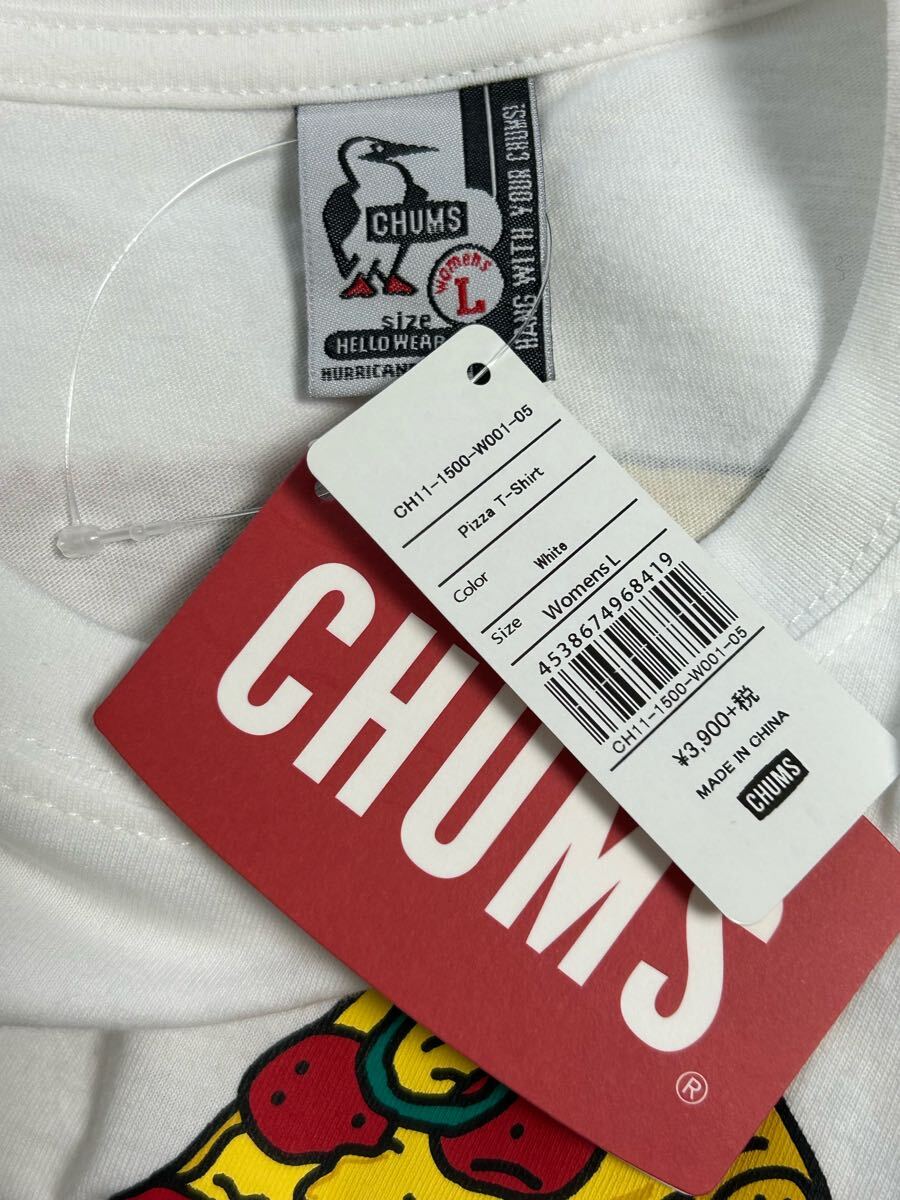 CHUMS
womens
L
size
HELLO WEAR
HURRICAN
HANG WITH YOUR CHUMS!
CH11-1500-W001-05
Pizza T-Shirt
Color White
Size Womens L
4538674968419
CH11-1500-W001-05
¥3,900+税
MADE IN CHINA
CHUMS
CHUMS
®